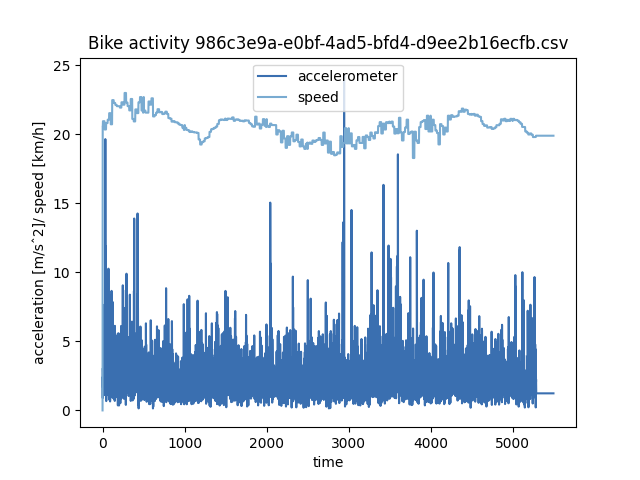 Bike activity 986c3e9a-e0bf-4ad5-bfd4-d9ee2b16ecfb.csv
accelerometer
speed
acceleration [m/s^2]/ speed [km/h]
25
20
15
10
5
0
0 1000 2000 3000 4000 5000
time